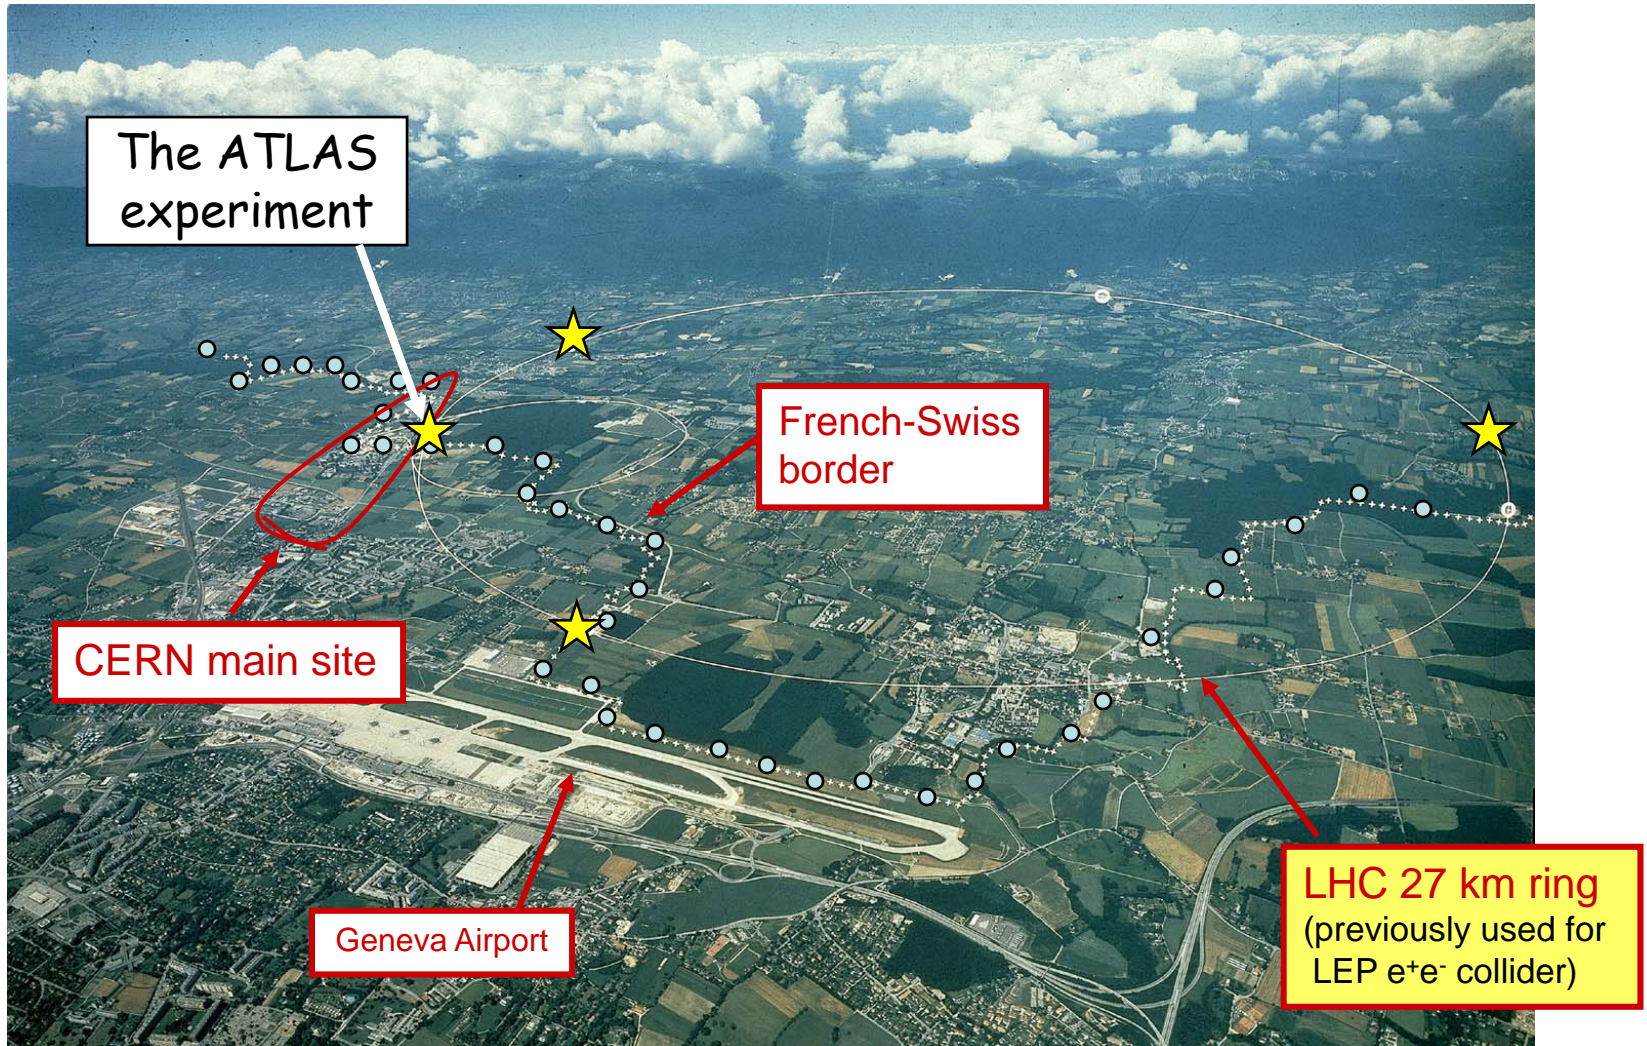 The ATLAS
experiment
French-Swiss
border
CERN main site
Geneva Airport
LHC 27 km ring
(previously used for
LEP e⁺e⁻ collider)